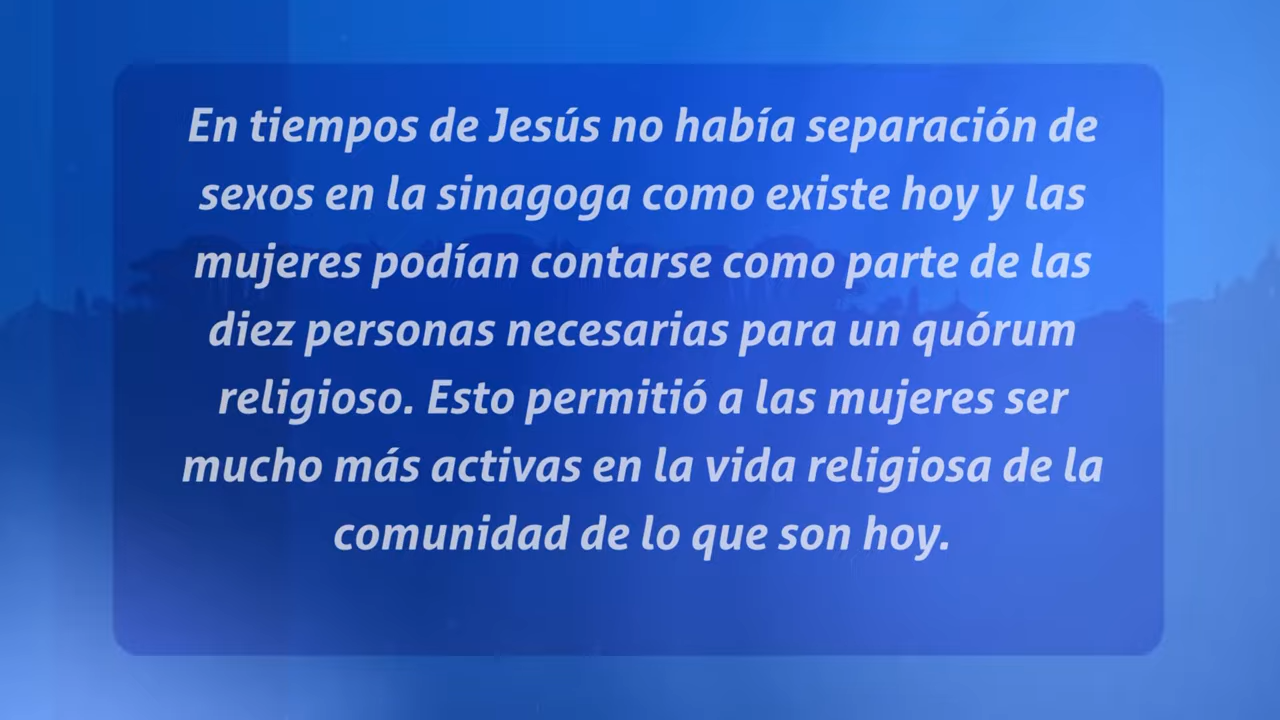 En tiempos de Jesús no había separación de
sexos en la sinagoga como existe hoy y las
mujeres podían contarse como parte de las
diez personas necesarias para un quórum
religioso. Esto permitió a las mujeres ser
mucho más activas en la vida religiosa de la
comunidad de lo que son hoy.